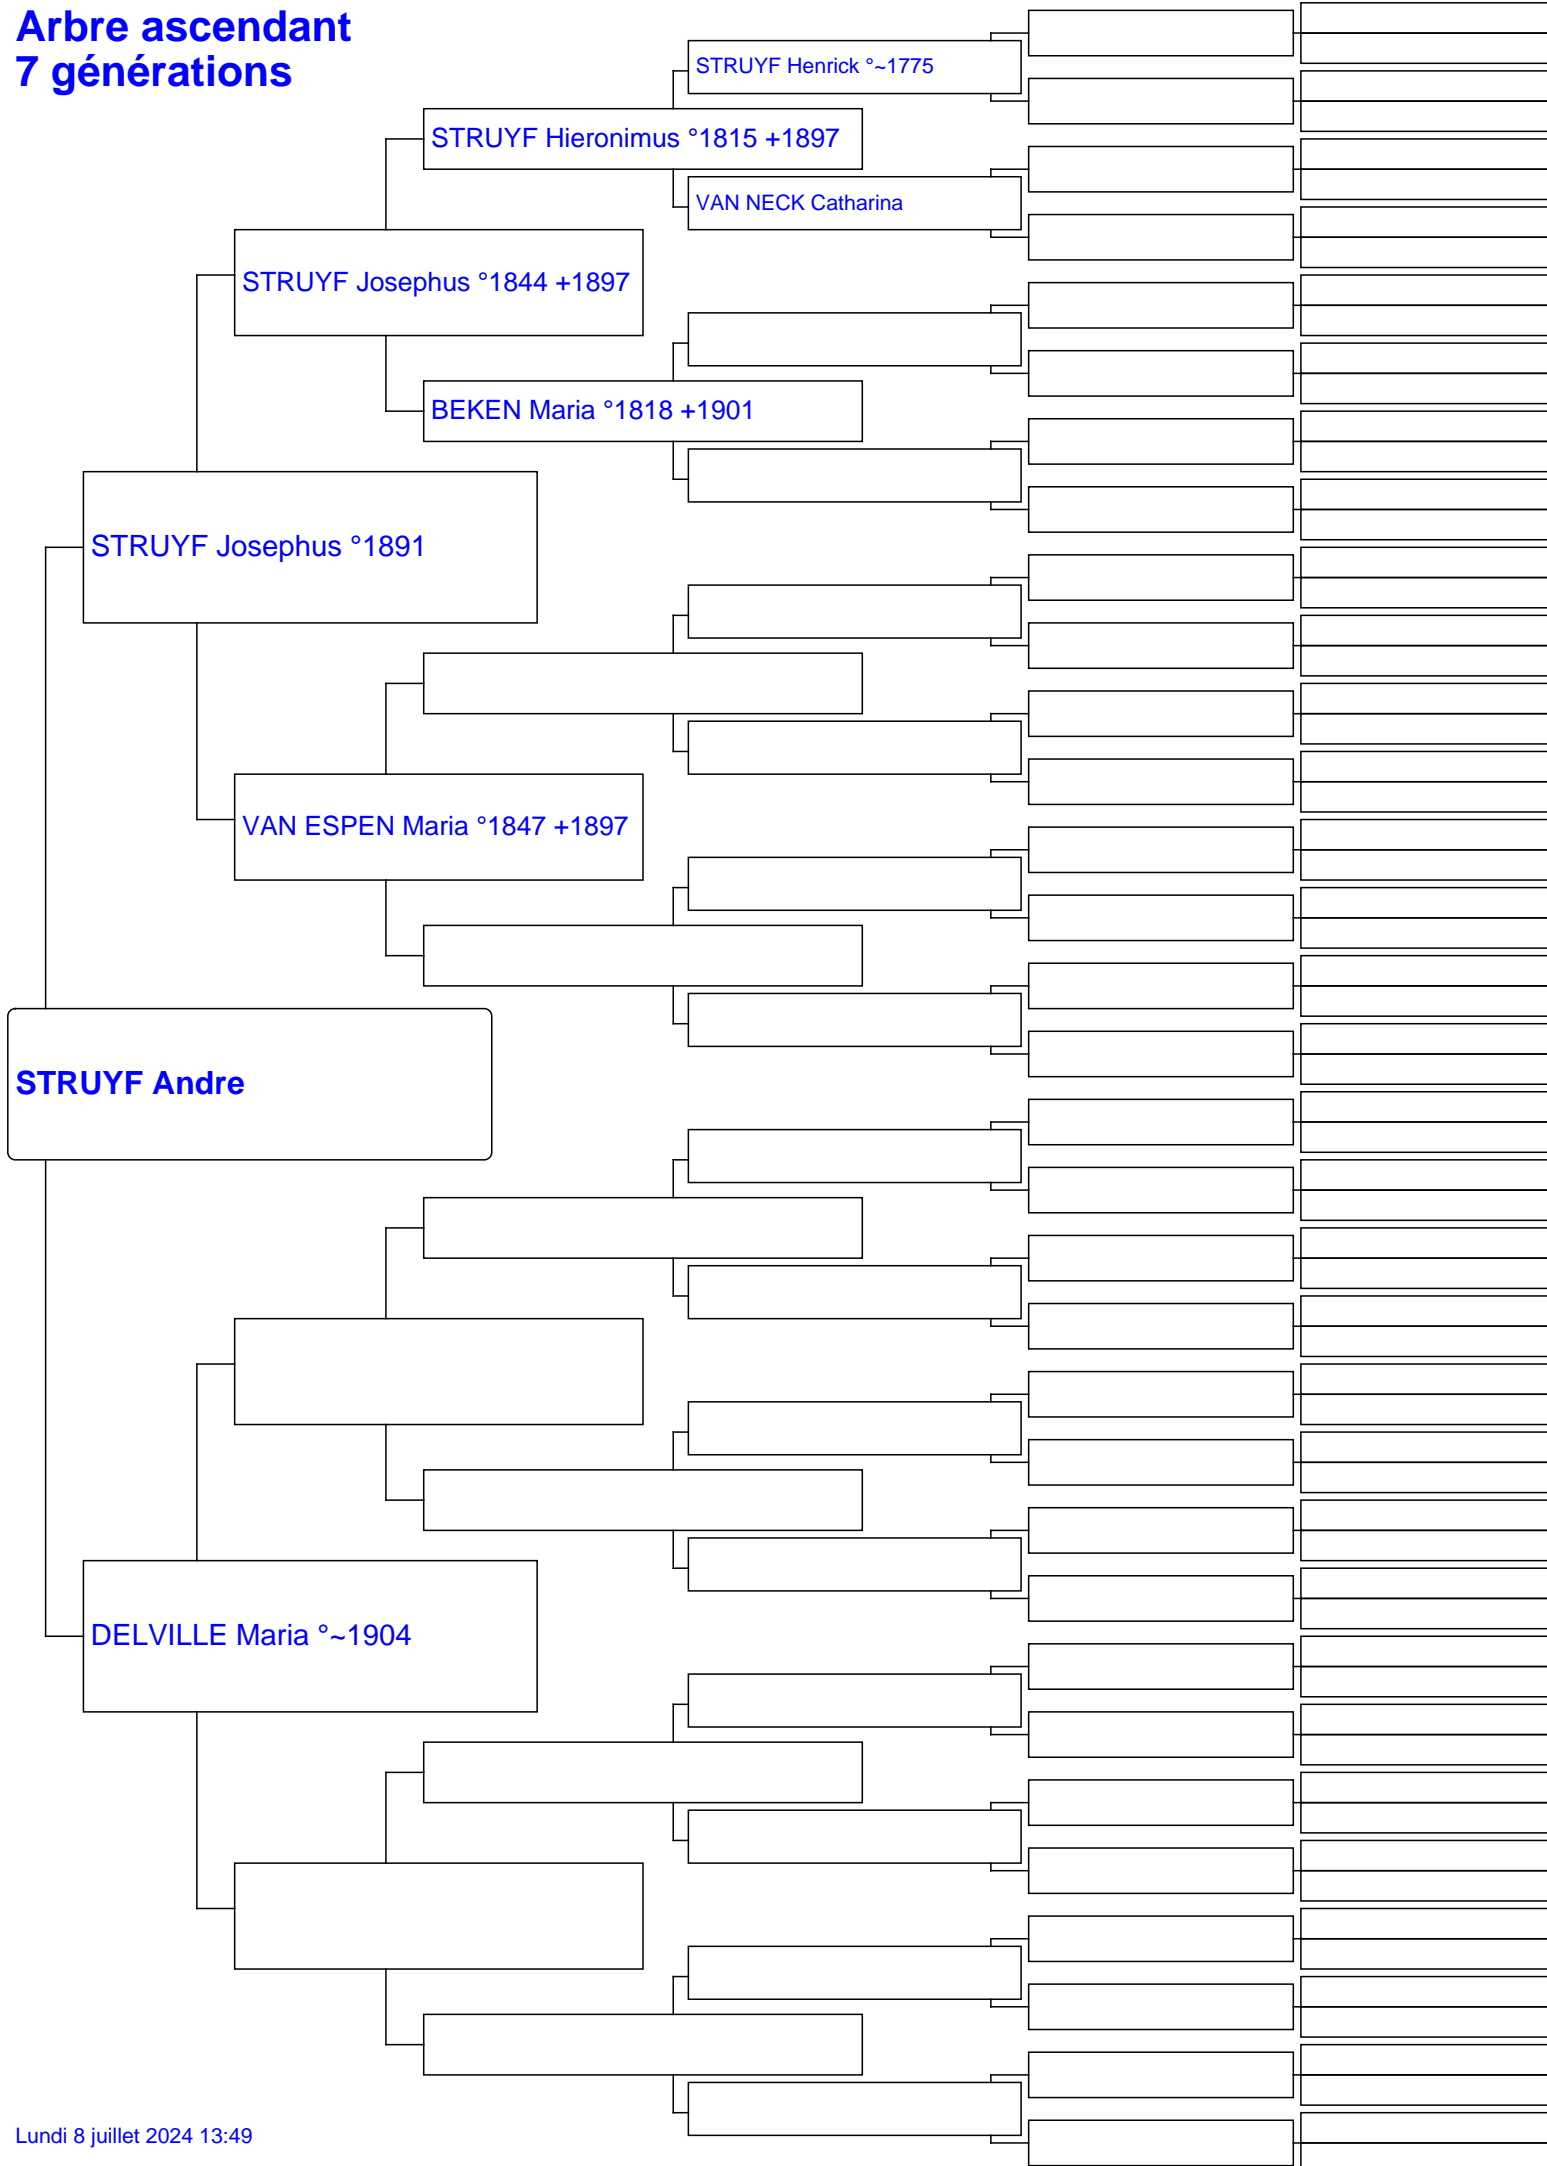 Arbre ascendant
7 générations
STRUYF Henrick °~1775
STRUYF Hieronimus °1815 +1897
VAN NECK Catharina
STRUYF Josephus °1844 +1897
BEKEN Maria °1818 +1901
STRUYF Josephus °1891
VAN ESPEN Maria °1847 +1897
STRUYF Andre
DELVILLE Maria °~1904
Lundi 8 juillet 2024 13:49